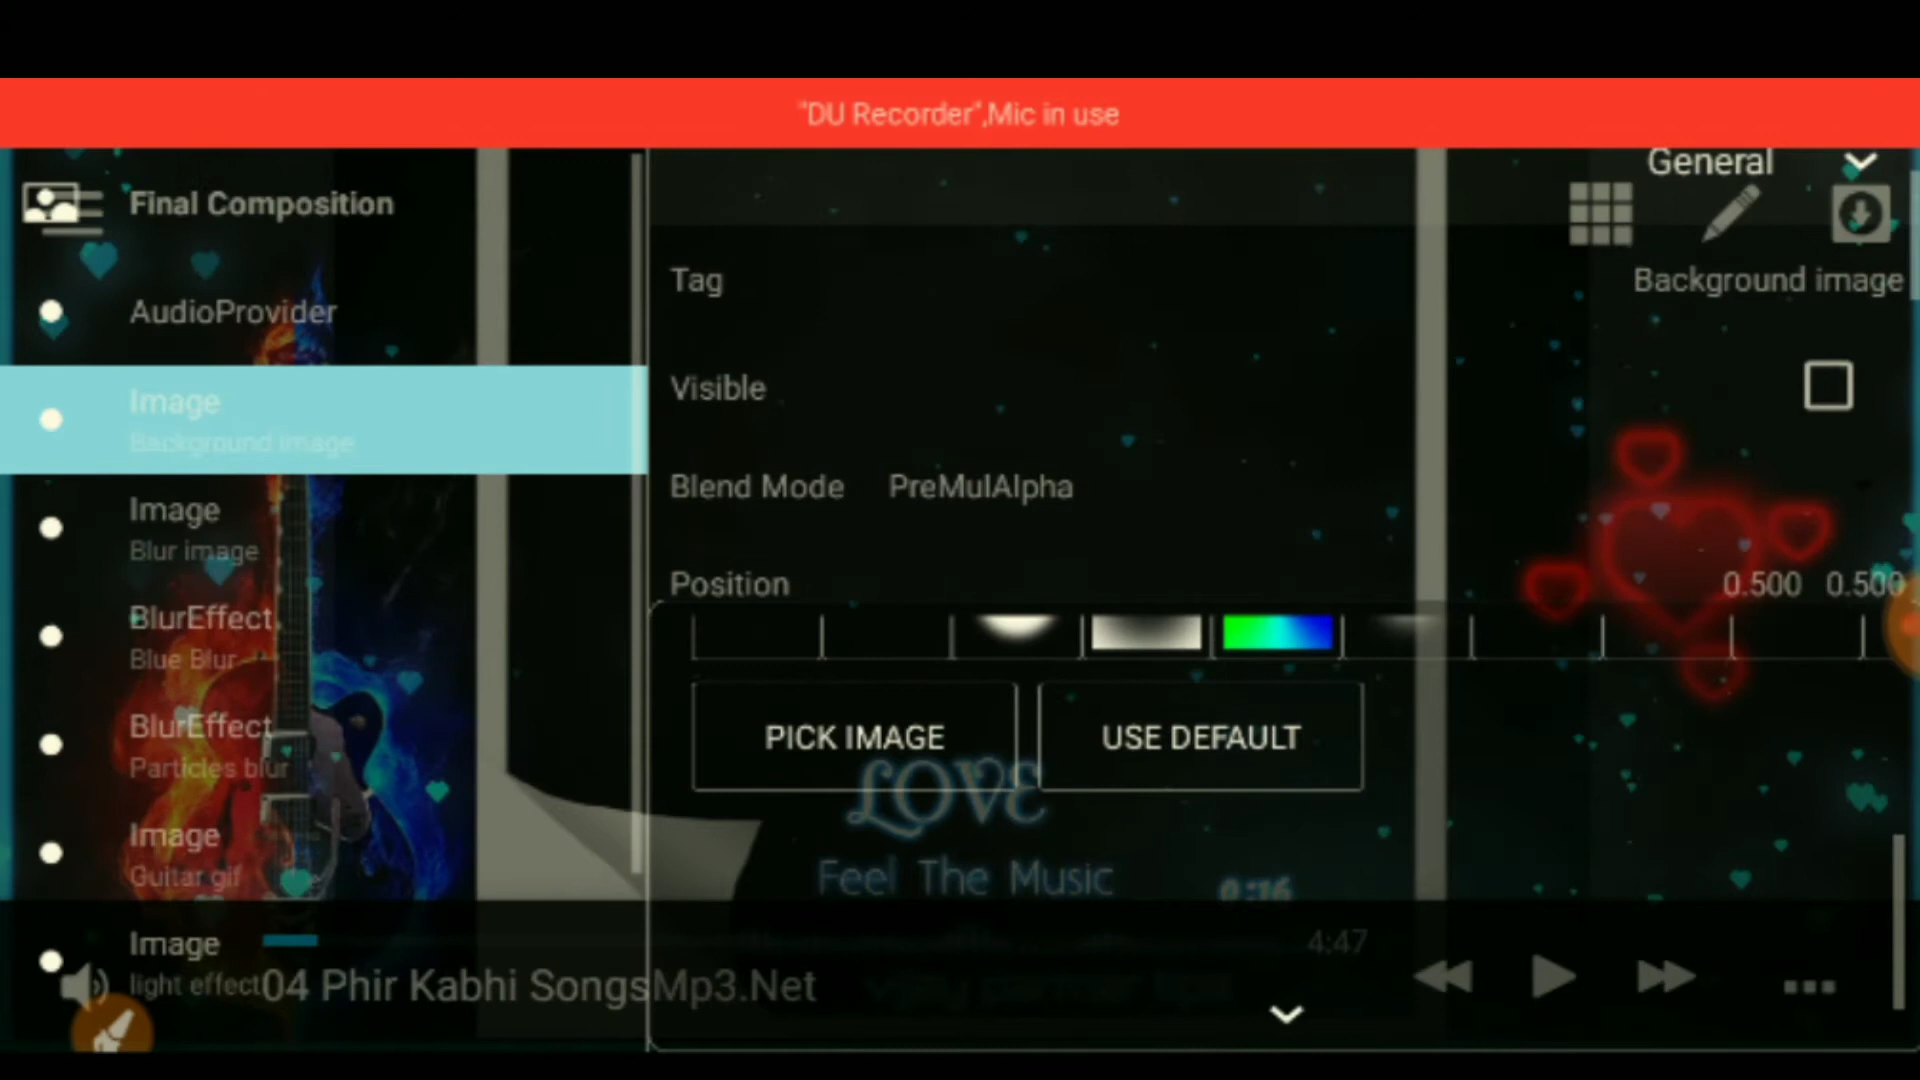 "DU Recorder",Mic in use
General
Final Composition
Tag
Background image
AudioProvider
Visible
Image
Background image
Blend Mode PreMulAlpha
Image
Blur image
Position 0.500 0.500
BlurEffect
Blue Blur
PICK IMAGE USE DEFAULT
BlurEffect
Particles blur
LOVE
Image
Guitar gif
Feel The Music
0:16
Image
4:47
light effect
04 Phir Kabhi SongsMp3.Net